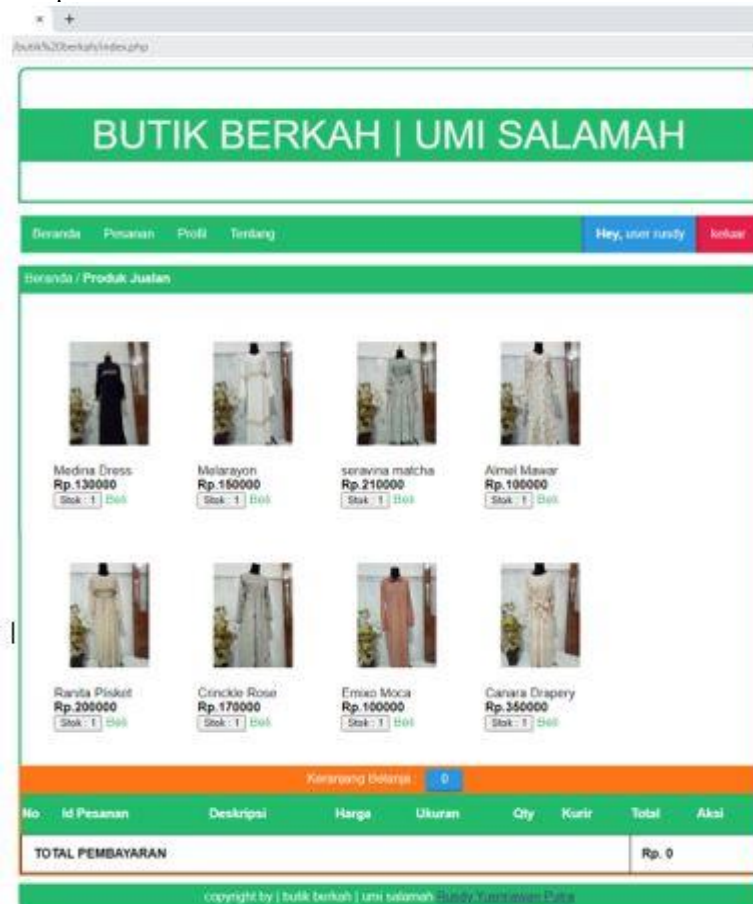 × +
/butik%20berkah/index.php
BUTIK BERKAH | UMI SALAMAH
Beranda Pesanan Profil Tentang Hey, user rusdy keluar
Beranda / Produk Jualan
Medina Dress Melarayon seravina matcha Almel Mawar
Rp.130000 Rp.150000 Rp.210000 Rp.100000
Stok : 1 Beli Stok : 1 Beli Stok : 1 Beli Stok : 1 Beli
Ranita Plisket Crinckle Rose Emixo Moca Canara Drapery
Rp.200000 Rp.170000 Rp.100000 Rp.350000
Stok : 1 Beli Stok : 1 Beli Stok : 1 Beli Stok : 1 Beli
Keranjang Belanja : 0
No Id Pesanan Deskripsi Harga Ukuran Qty Kurir Total Aksi
TOTAL PEMBAYARAN Rp. 0
copyright by | butik berkah | umi salamah Rusdy